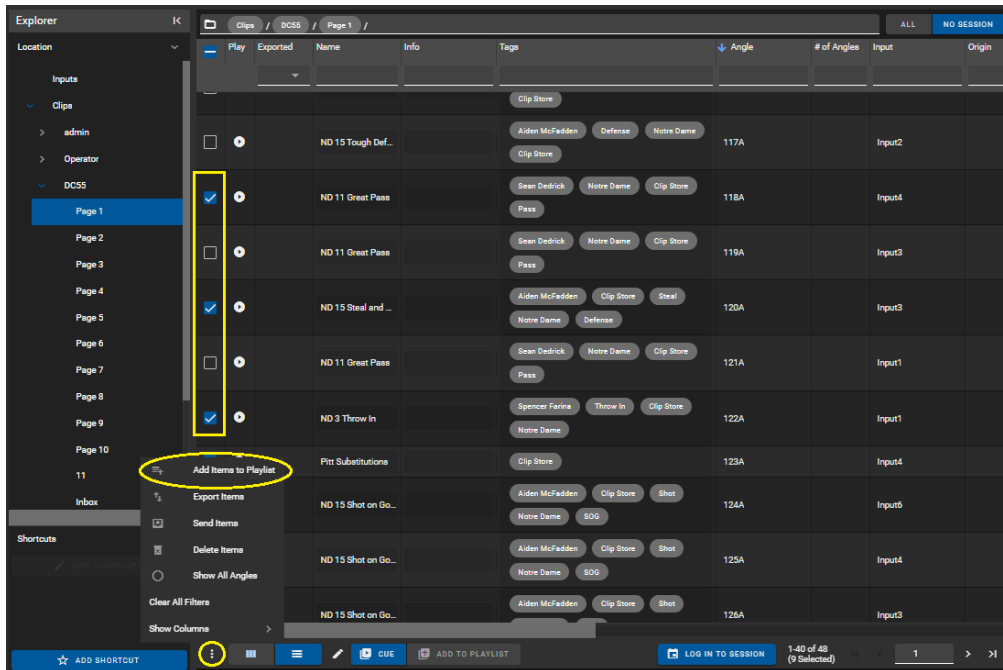 Explorer
Clips / DC55 / Page 1 /
ALL
NO SESSION
Location
Play Exported Name Info Tags Angle # of Angles Input Origin
Inputs
Clips
admin
Operator
DC55
Page 1
Page 2
Page 3
Page 4
Page 5
Page 6
Page 7
Page 8
Page 9
Page 10
11
Inbox
Shortcuts
ADD SHORTCUT
Clip Store
Aiden McFadden Defense Notre Dame
ND 15 Tough Def... 117A Input2
Clip Store
Sean Dedrick Notre Dame Clip Store
ND 11 Great Pass 118A Input4
Pass
Sean Dedrick Notre Dame Clip Store
ND 11 Great Pass 119A Input3
Pass
Aiden McFadden Clip Store Steal
ND 15 Steal and ... 120A Input3
Notre Dame Defense
Sean Dedrick Notre Dame Clip Store
ND 11 Great Pass 121A Input1
Pass
Spencer Farina Throw In Clip Store
ND 3 Throw In 122A Input1
Notre Dame
Pitt Substitutions Clip Store 123A Input4
Aiden McFadden Clip Store Shot
ND 15 Shot on Go... 124A Input6
Notre Dame SOG
Aiden McFadden Clip Store Shot
ND 15 Shot on Go... 125A Input4
Notre Dame SOG
Aiden McFadden Clip Store Shot
ND 15 Shot on Go... 126A Input3
Add Items to Playlist
Export Items
Send Items
Delete Items
Show All Angles
Clear All Filters
Show Columns
CUE
ADD TO PLAYLIST
LOG IN TO SESSION
1-40 of 48
(9 Selected)
1